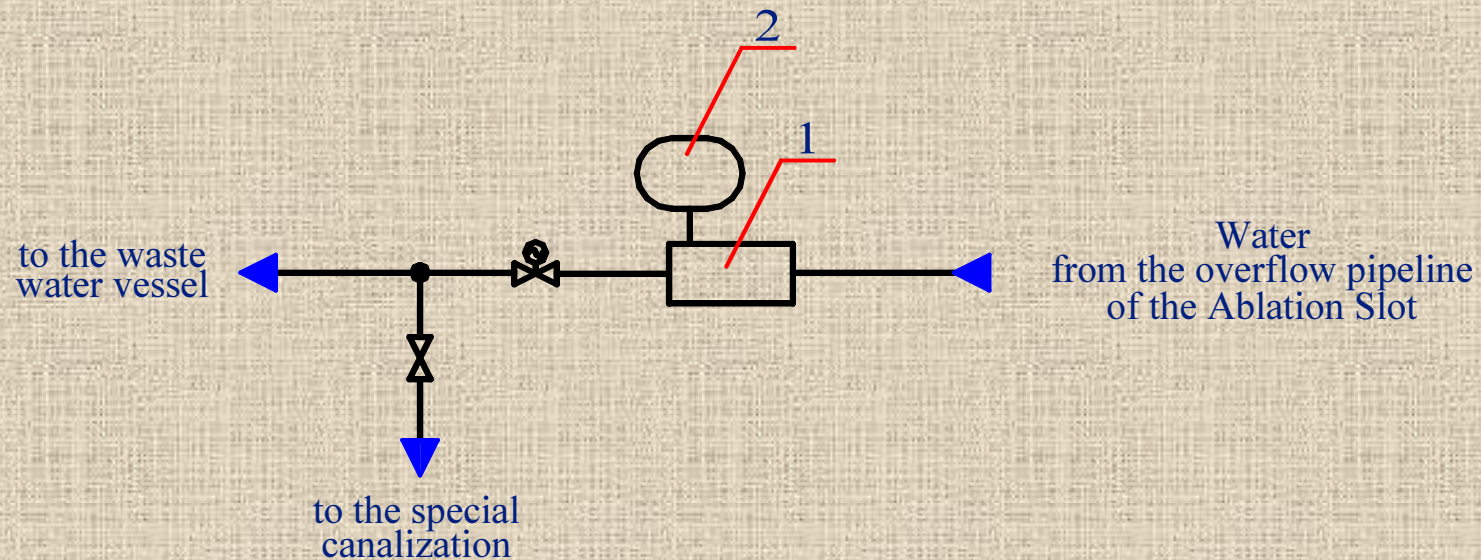 2
1
to the waste
water vessel
Water
from the overflow pipeline
of the Ablation Slot
to the special
canalization